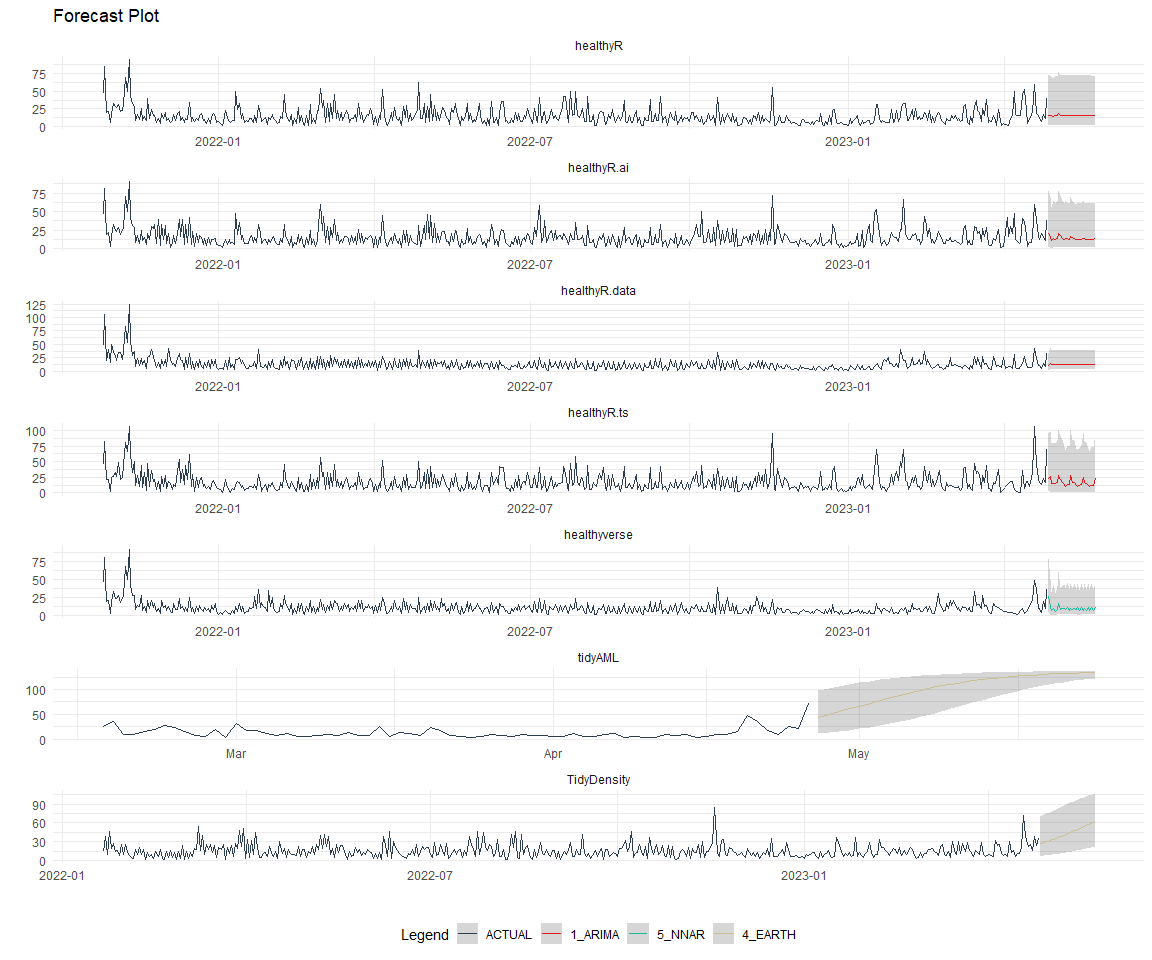 Forecast Plot
healthyR
75
50
25
0
2022-01 2022-07 2023-01
healthyR.ai
75
50
25
0
2022-01 2022-07 2023-01
healthyR.data
125
100
75
50
25
0
2022-01 2022-07 2023-01
healthyR.ts
100
75
50
25
0
2022-01 2022-07 2023-01
healthyverse
75
50
25
0
2022-01 2022-07 2023-01
tidyAML
100
50
0
Mar Apr May
TidyDensity
90
60
30
0
2022-01 2022-07 2023-01
Legend ACTUAL 1_ARIMA 5_NNAR 4_EARTH